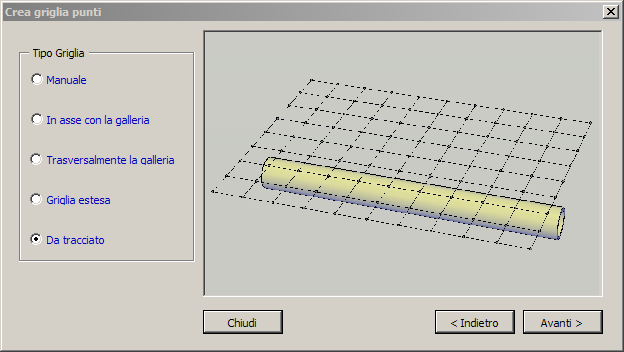 Crea griglia punti
Tipo Griglia
Manuale
In asse con la galleria
Trasversalmente la galleria
Griglia estesa
Da tracciato
Chiudi
< Indietro
Avanti >